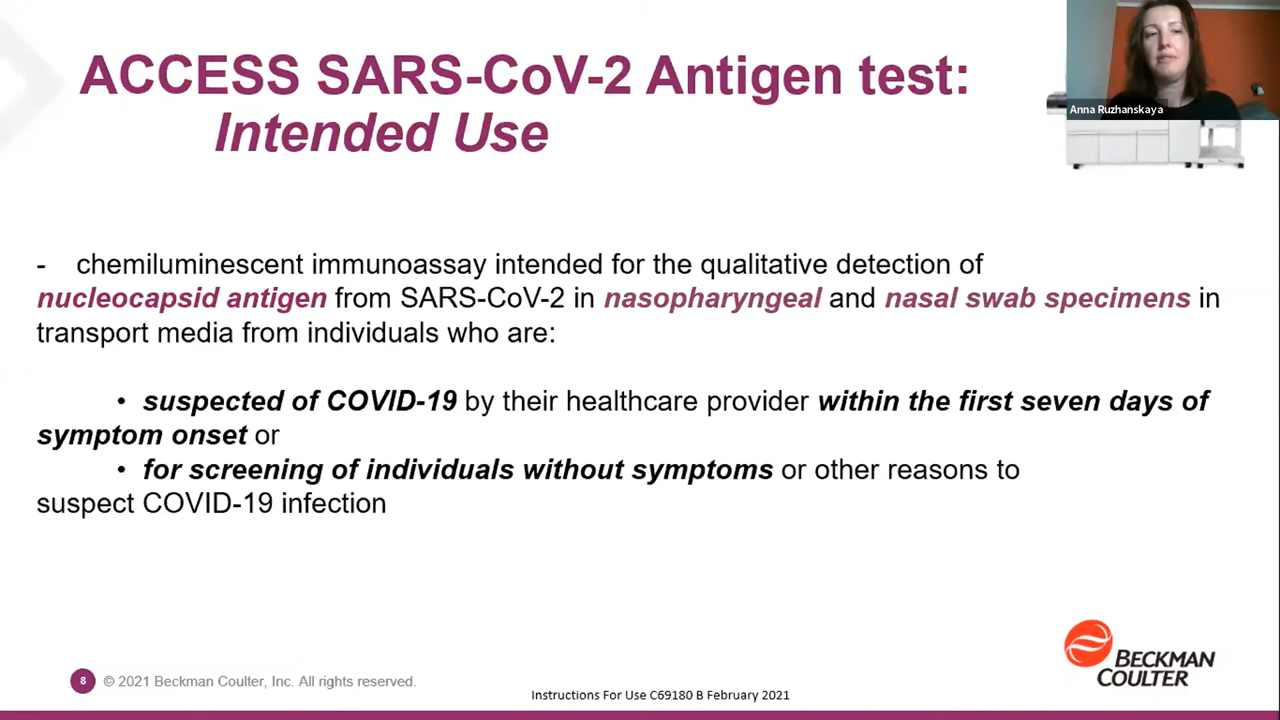 ACCESS SARS-CoV-2 Antigen test:
Intended Use
Anna Ruzhanskaya
- chemiluminescent immunoassay intended for the qualitative detection of
nucleocapsid antigen from SARS-CoV-2 in nasopharyngeal and nasal swab specimens in
transport media from individuals who are:
• suspected of COVID-19 by their healthcare provider within the first seven days of
symptom onset or
• for screening of individuals without symptoms or other reasons to
suspect COVID-19 infection
BECKMAN
COULTER
8 © 2021 Beckman Coulter, Inc. All rights reserved.
Instructions For Use C69180 B February 2021